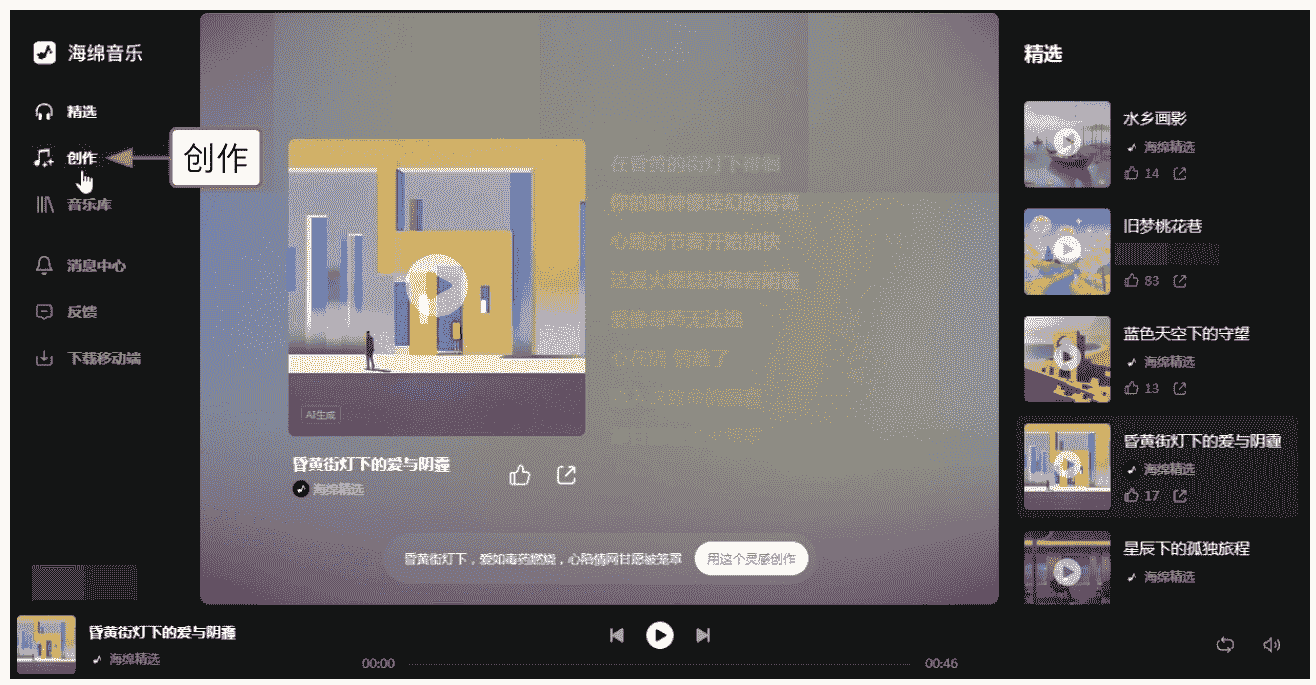 海绵音乐
精选
创作
创作
音乐库
消息中心
反馈
下载移动端
在昏黄的街灯下徘徊
你的眼神像迷幻的雾霭
心跳的节奏开始加快
这爱火燃烧却藏着阴霾
爱像毒药无法逃
AI生成
昏黄街灯下的爱与阴霾
海绵精选
昏黄街灯下，爱如毒药燃烧，心陷情网甘愿被笼罩
用这个灵感创作
精选
水乡画影
海绵精选
14
旧梦桃花巷
83
蓝色天空下的守望
海绵精选
13
昏黄街灯下的爱与阴霾
海绵精选
17
星辰下的孤独旅程
海绵精选
昏黄街灯下的爱与阴霾
海绵精选
00:00
00:46